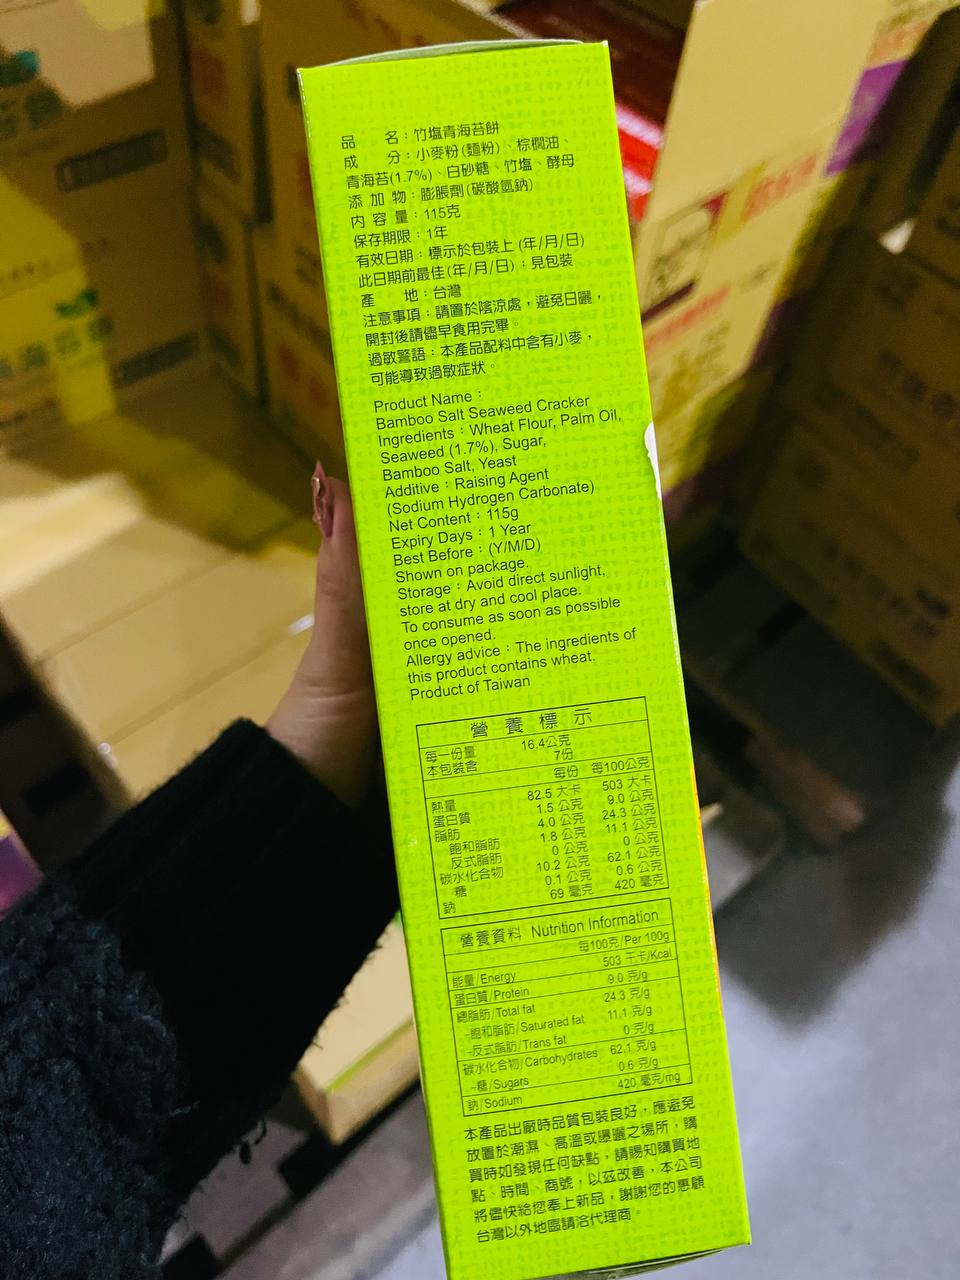 品　　名：竹塩青海苔餅
成　　分：小麥粉(麵粉)、棕櫚油、
青海苔(1.7%)、白砂糖、竹塩、酵母
添 加 物：膨脹劑(碳酸氫鈉)
內 容 量：115克
保存期限：1年
有效日期：標示於包裝上 (年/月/日)
此日期前最佳(年/月/日)：見包裝
產　　地：台灣
注意事項：請置於陰涼處，避免日曬，
開封後請儘早食用完畢。
過敏警語：本產品配料中含有小麥，
可能導致過敏症狀。
Product Name：
Bamboo Salt Seaweed Cracker
Ingredients：Wheat Flour, Palm Oil,
Seaweed (1.7%), Sugar,
Bamboo Salt, Yeast
Additive：Raising Agent
(Sodium Hydrogen Carbonate)
Net Content：115g
Expiry Days：1 Year
Best Before：(Y/M/D)
Shown on package.
Storage：Avoid direct sunlight,
store at dry and cool place.
To consume as soon as possible
once opened.
Allergy advice：The ingredients of
this product contains wheat.
Product of Taiwan
營 養 標 示
每一份量 16.4公克
本包裝含 7份
每份 每100公克
熱量 82.5 大卡 503 大卡
蛋白質 1.5 公克 9.0 公克
脂肪 4.0 公克 24.3 公克
飽和脂肪 1.8 公克 11.1 公克
反式脂肪 0 公克 0 公克
碳水化合物 10.2 公克 62.1 公克
糖 0.1 公克 0.6 公克
鈉 69 毫克 420 毫克
營養資料 Nutrition Information
每100克/Per 100g
能量/Energy 503 千卡/Kcal
蛋白質/Protein 9.0 克/g
總脂肪/Total fat 24.3 克/g
-飽和脂肪/Saturated fat 11.1 克/g
-反式脂肪/Trans fat 0 克/g
碳水化合物/Carbohydrates 62.1 克/g
-糖/Sugars 0.6 克/g
鈉/Sodium 420 毫克/mg
本產品出廠時品質包裝良好，應避免
放置於潮濕、高溫或曝曬之場所，購
買時如發現任何缺點，請賜知購買地
點、時間、商號，以茲改善，本公司
將儘快給您奉上新品，謝謝您的惠顧
台灣以外地區請洽代理商。